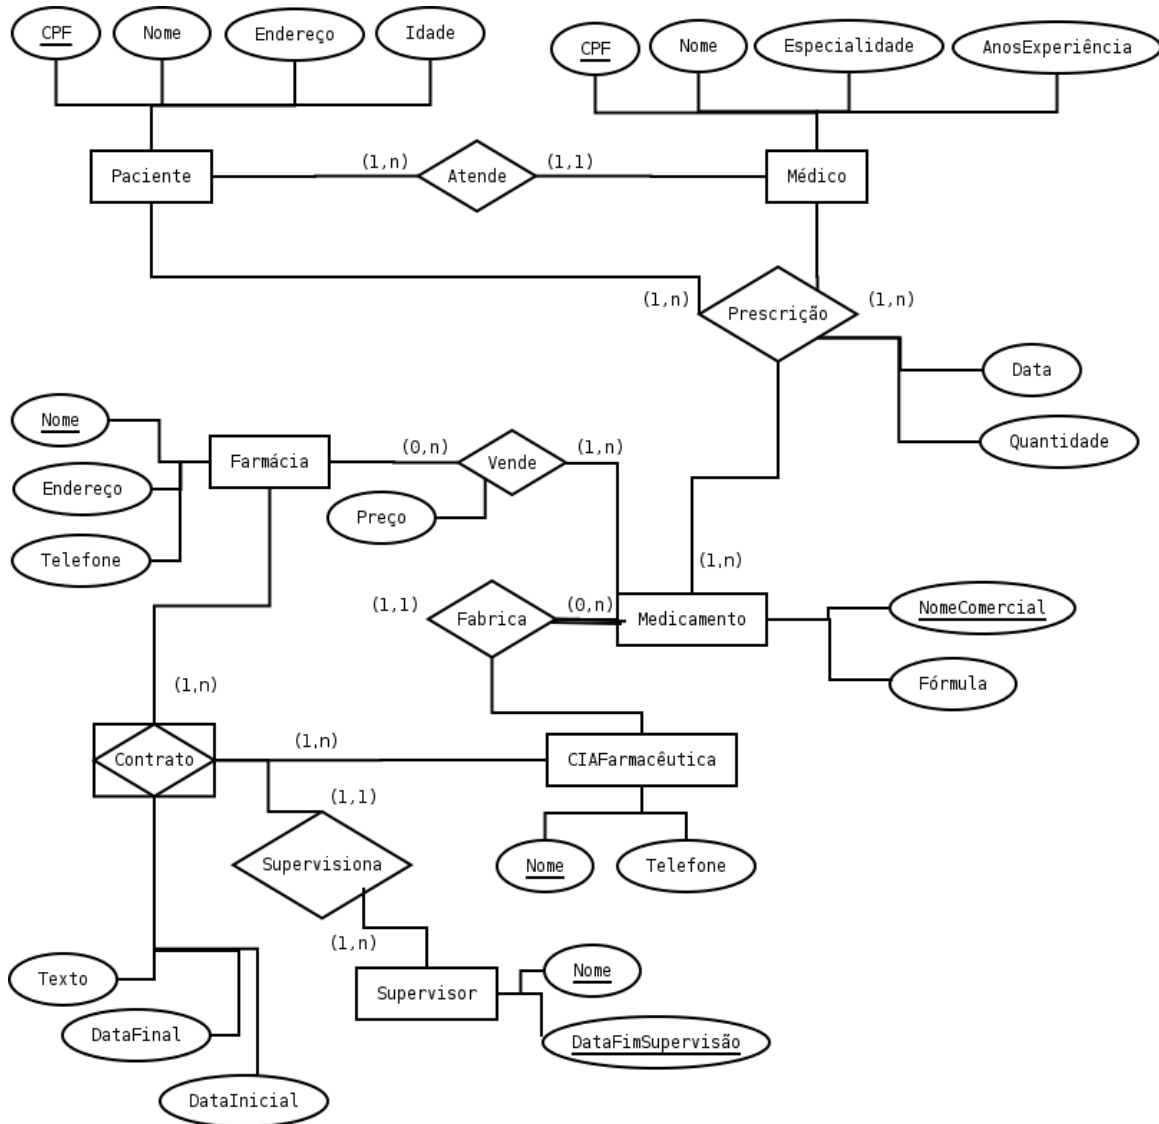 CPF
Nome
Endereço
Idade
CPF
Nome
Especialidade
AnosExperiência
Paciente
(1,n)
Atende
(1,1)
Médico
(1,n)
Prescrição
(1,n)
Data
Quantidade
Nome
Endereço
Telefone
Farmácia
(0,n)
Vende
(1,n)
Preço
(1,n)
(1,1)
Fabrica
(0,n)
Medicamento
NomeComercial
Fórmula
(1,n)
Contrato
(1,n)
CIAFarmacêutica
(1,1)
Supervisiona
Nome
Telefone
(1,n)
Supervisor
Nome
DataFimSupervisão
Texto
DataFinal
DataInicial